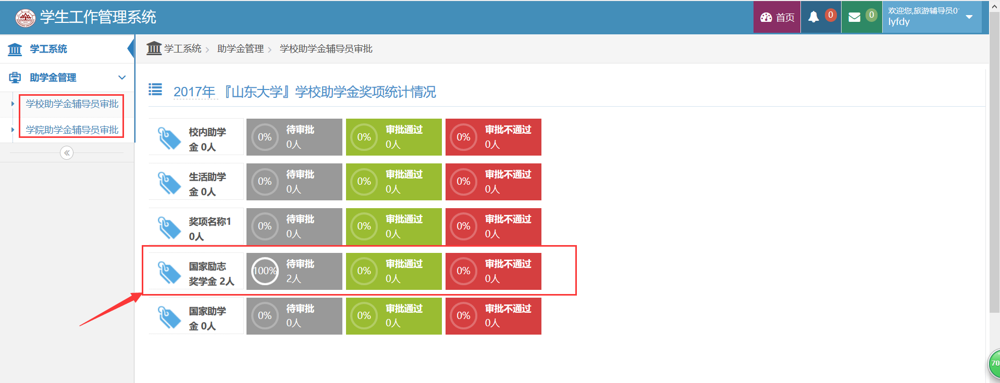 学生工作管理系统
首页
0
0
欢迎您,旅游辅导员0
lyfdy
学工系统
助学金管理
学校助学金辅导员审批
学院助学金辅导员审批
学工系统 > 助学金管理 > 学校助学金辅导员审批
2017年 『山东大学』学校助学金奖项统计情况
校内助学
金 0人
0%
待审批
0人
0%
审批通过
0人
0%
审批不通过
0人
生活助学
金 0人
0%
待审批
0人
0%
审批通过
0人
0%
审批不通过
0人
奖项名称1
0人
0%
待审批
0人
0%
审批通过
0人
0%
审批不通过
0人
国家励志
奖学金 2人
100%
待审批
2人
0%
审批通过
0人
0%
审批不通过
0人
国家助学
金 0人
0%
待审批
0人
0%
审批通过
0人
0%
审批不通过
0人
70